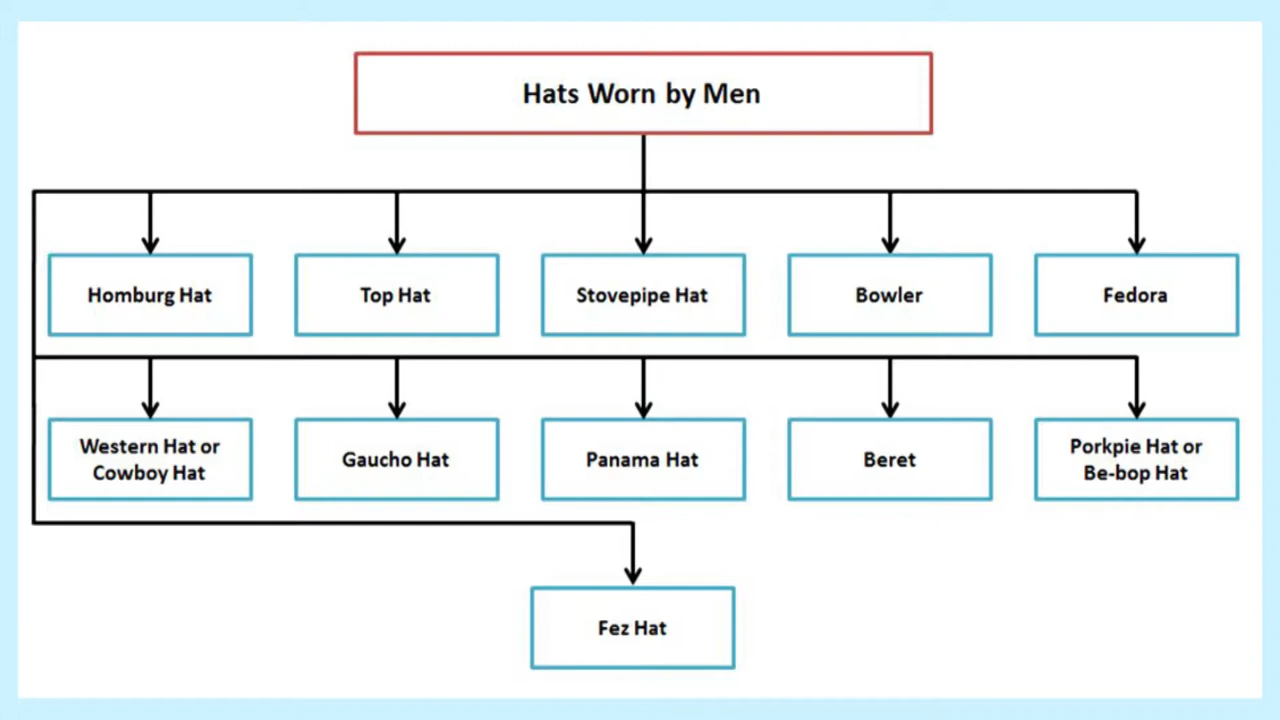 Hats Worn by Men
Homburg Hat
Top Hat
Stovepipe Hat
Bowler
Fedora
Western Hat or
Cowboy Hat
Gaucho Hat
Panama Hat
Beret
Porkpie Hat or
Be-bop Hat
Fez Hat